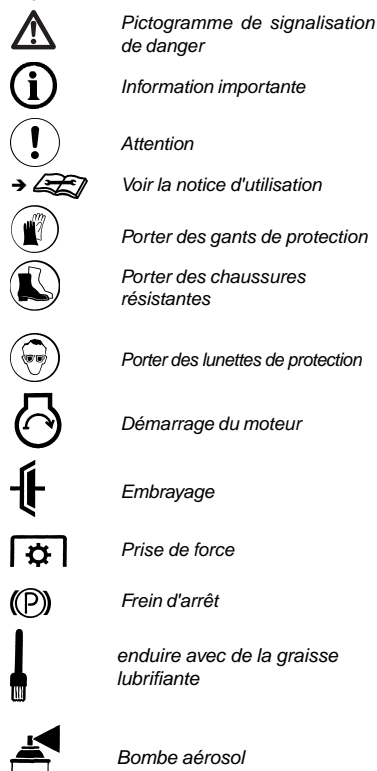 Pictogramme de signalisation
de danger
Information importante
Attention
Voir la notice d'utilisation
Porter des gants de protection
Porter des chaussures
résistantes
Porter des lunettes de protection
Démarrage du moteur
Embrayage
Prise de force
(P) Frein d'arrêt
enduire avec de la graisse
lubrifiante
Bombe aérosol